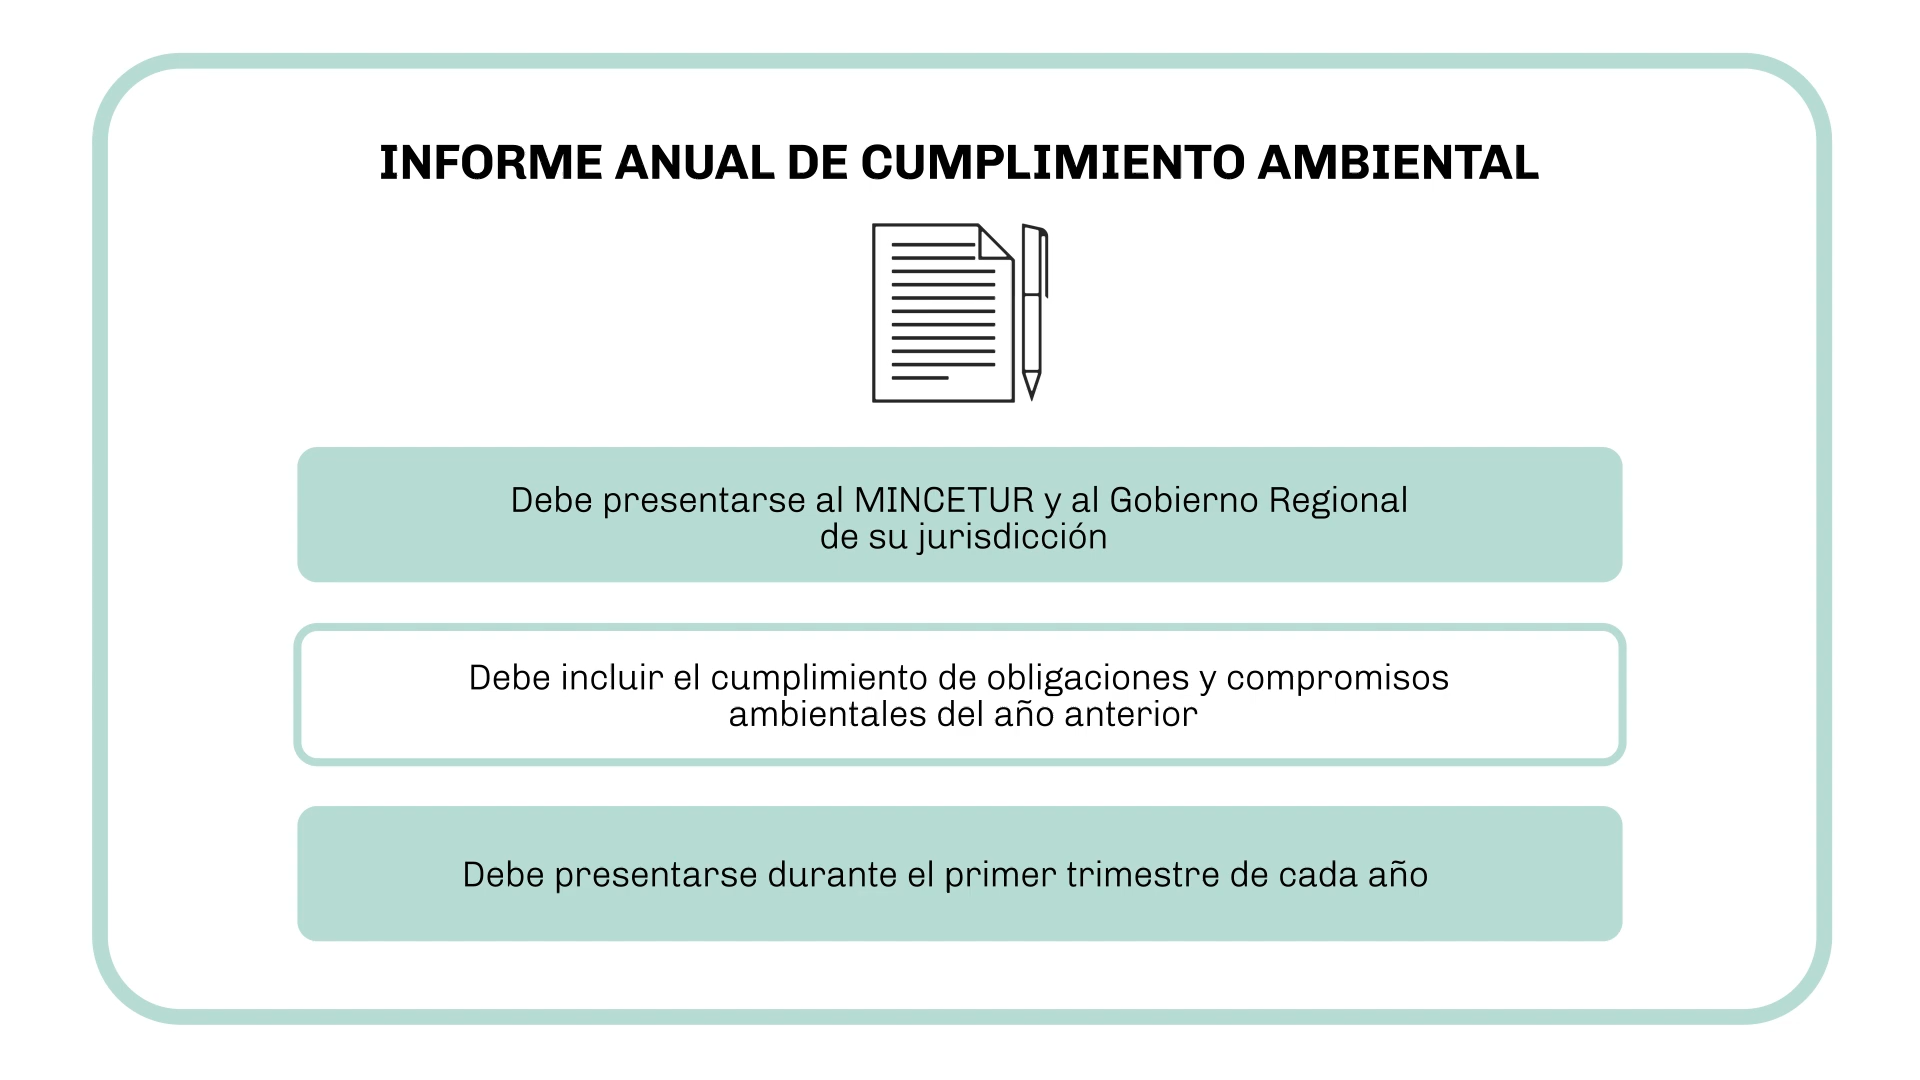 INFORME ANUAL DE CUMPLIMIENTO AMBIENTAL
Debe presentarse al MINCETUR y al Gobierno Regional
de su jurisdicción
Debe incluir el cumplimiento de obligaciones y compromisos
ambientales del año anterior
Debe presentarse durante el primer trimestre de cada año